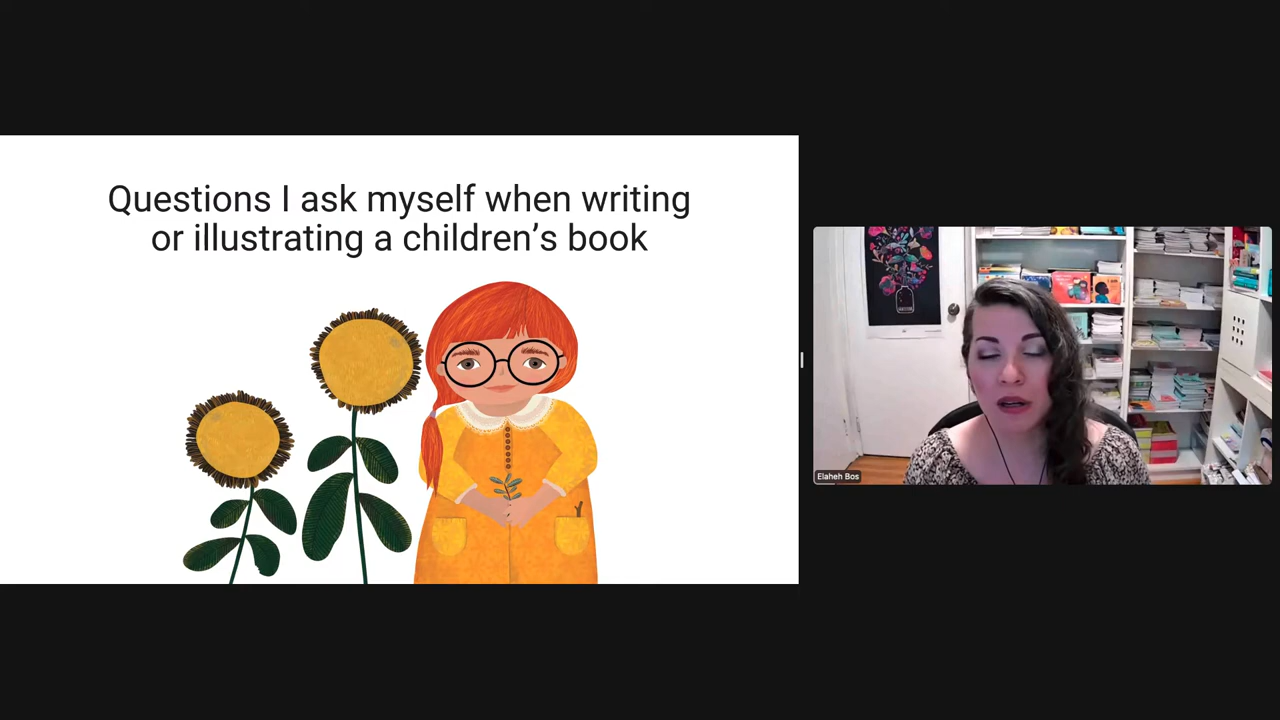 Questions I ask myself when writing
or illustrating a children’s book
Elaheh Bos